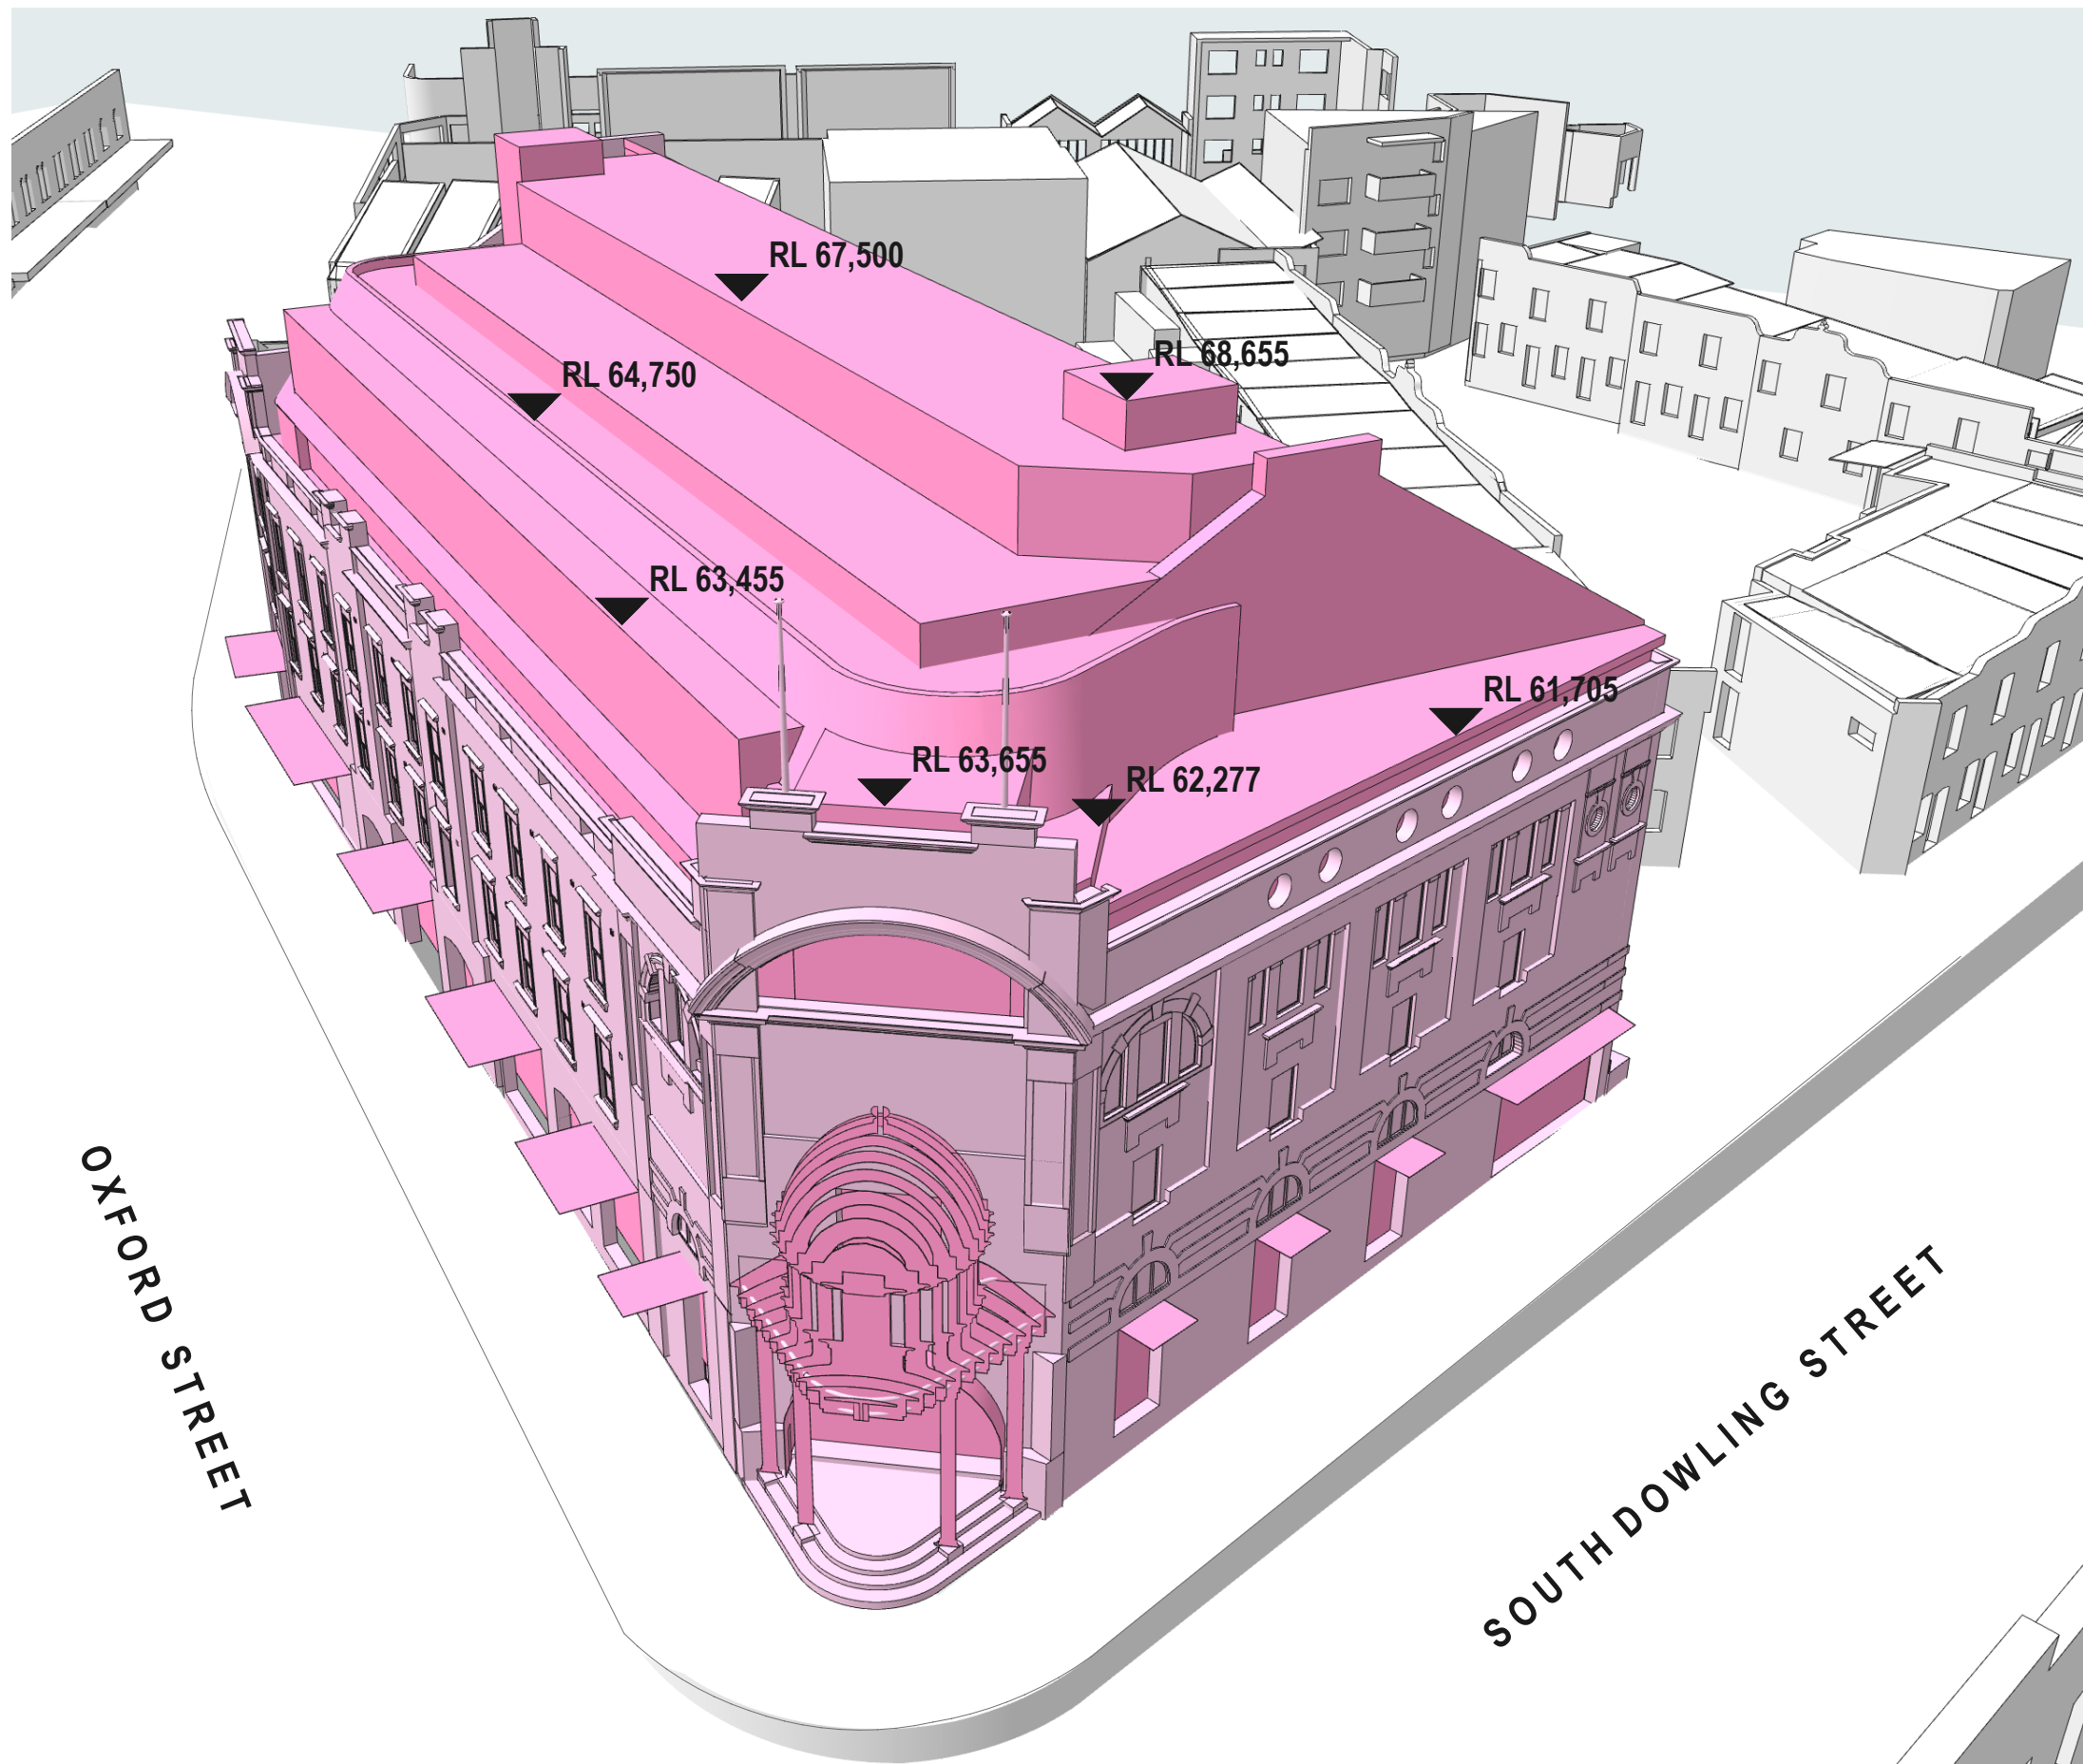 RL 67,500
RL 68,655
RL 64,750
RL 63,455
RL 61,705
RL 63,655
RL 62,277
OXFORD STREET
SOUTH DOWLING STREET